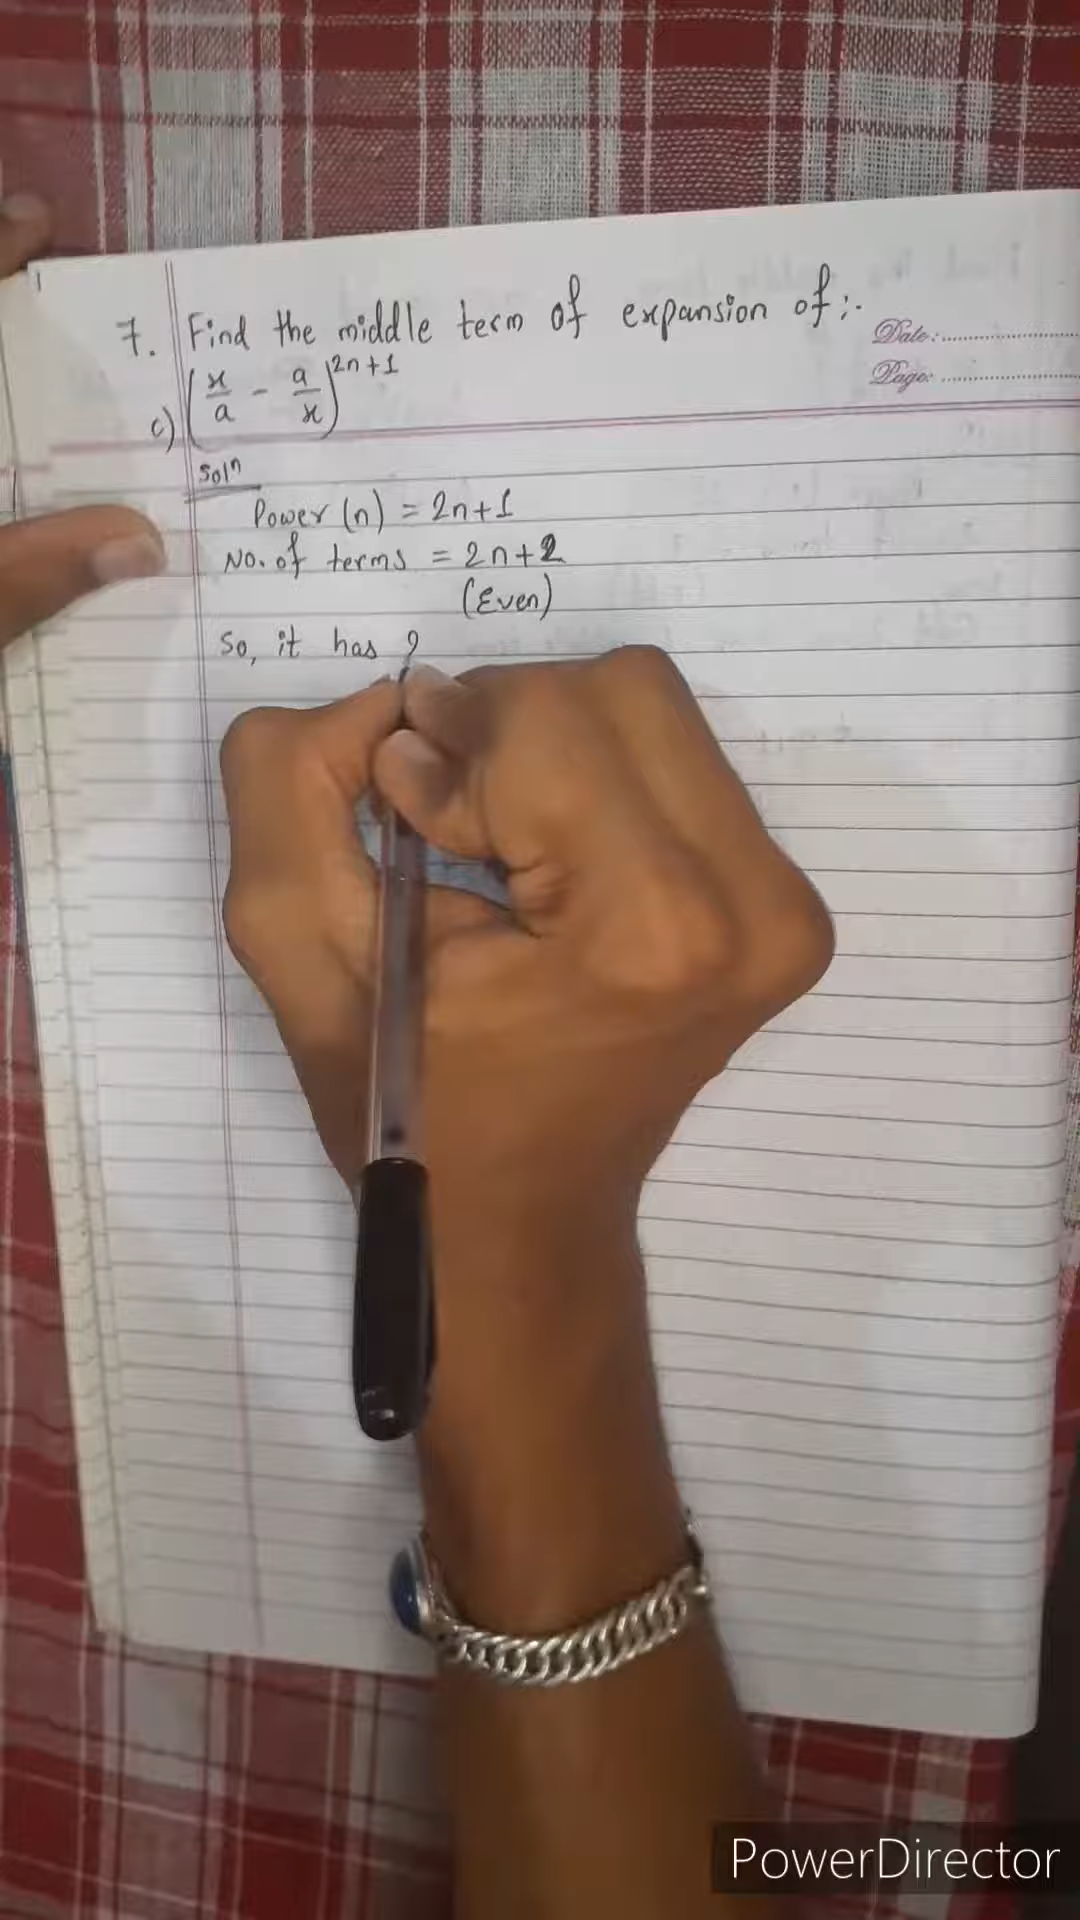 7. Find the middle term of expansion of:-
Date:
Page:
c) (x/a - a/x)^2n+1
Solⁿ
Power (n) = 2n+1
No. of terms = 2n+2
(Even)
So, it has 2
PowerDirector